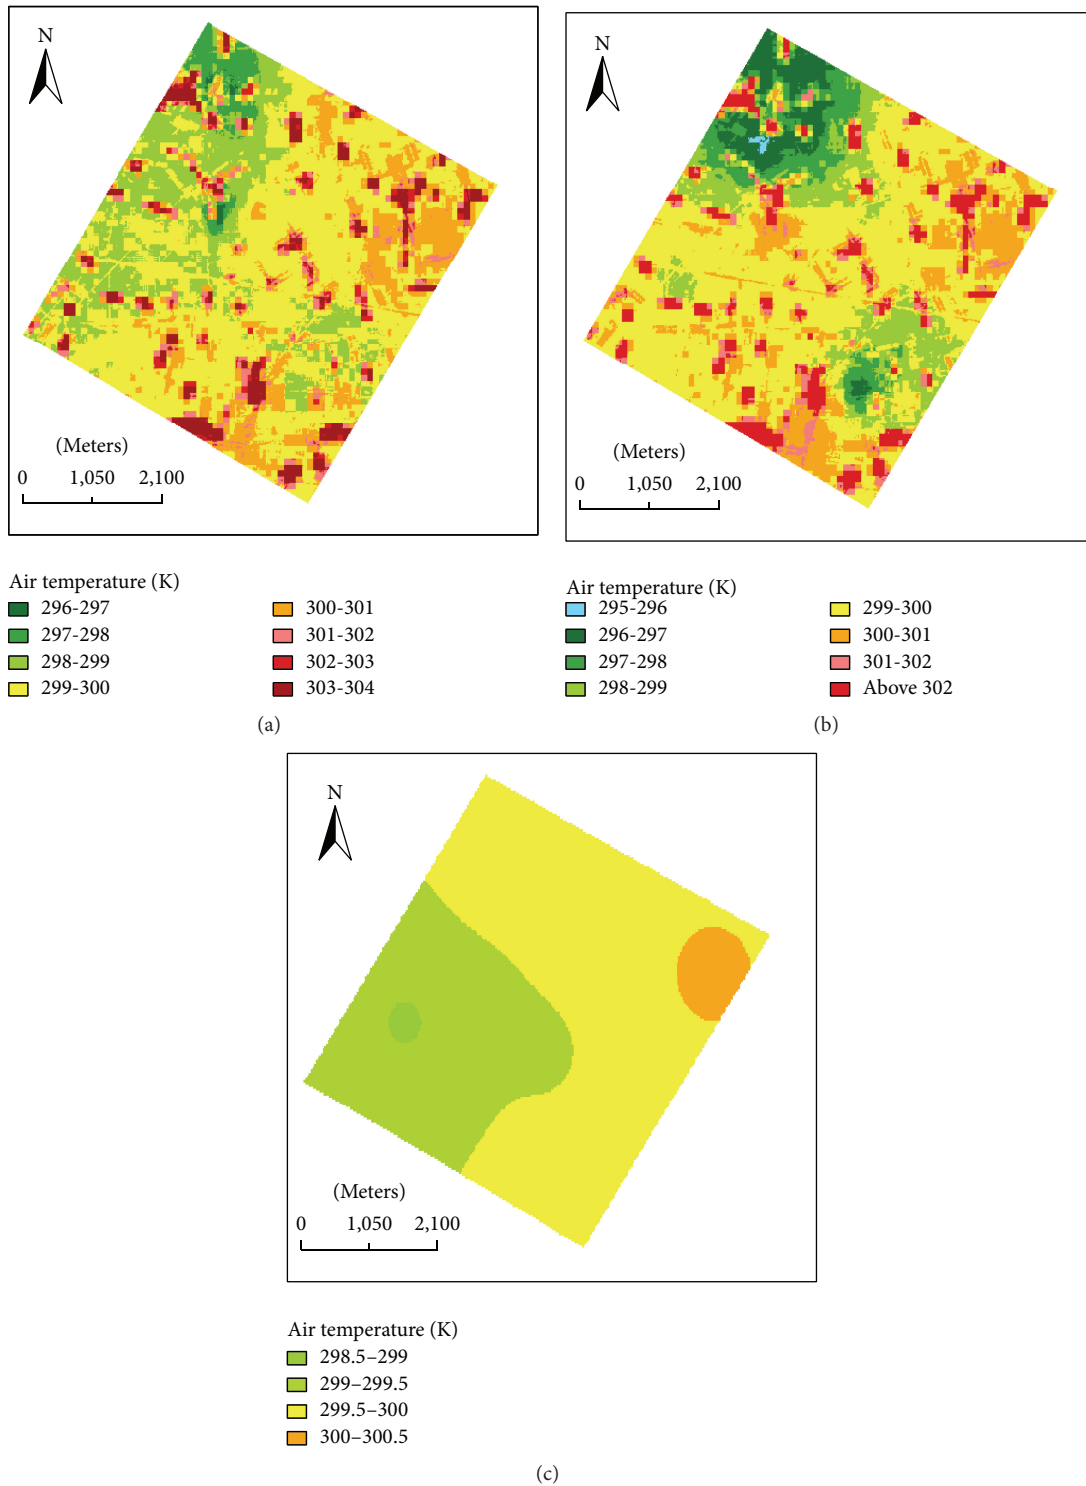 N
(Meters)
0 1,050 2,100
Air temperature (K)
296-297
297-298
298-299
299-300
300-301
301-302
302-303
303-304
(a)
N
(Meters)
0 1,050 2,100
Air temperature (K)
295-296
296-297
297-298
298-299
299-300
300-301
301-302
Above 302
(b)
N
(Meters)
0 1,050 2,100
Air temperature (K)
298.5–299
299–299.5
299.5–300
300–300.5
(c)